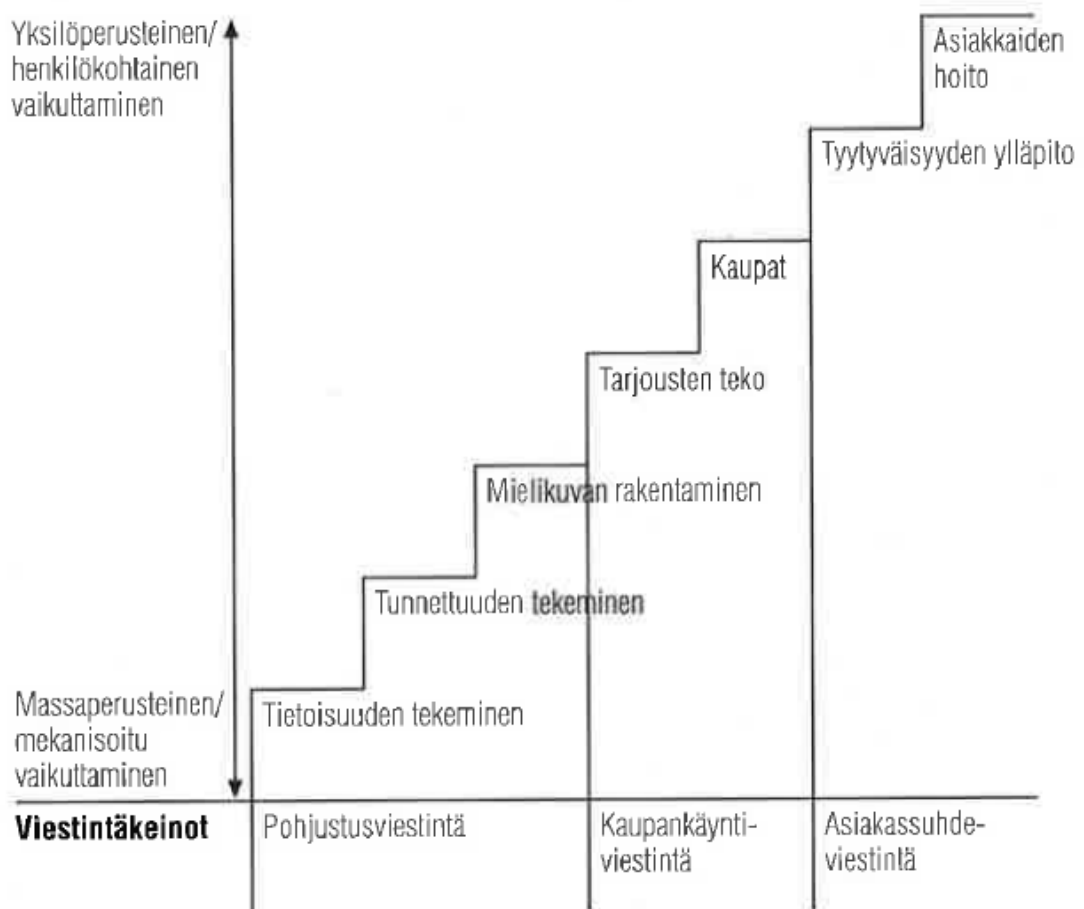 Yksilöperusteinen/
henkilökohtainen
vaikuttaminen
Asiakkaiden
hoito
Tyytyväisyyden ylläpito
Kaupat
Tarjousten teko
Mielikuvan rakentaminen
Tunnettuuden tekeminen
Massaperusteinen/
mekanisoitu
vaikuttaminen
Tietoisuuden tekeminen
Viestintäkeinot
Pohjustusviestintä
Kaupankäynti-
viestintä
Asiakassuhde-
viestintä